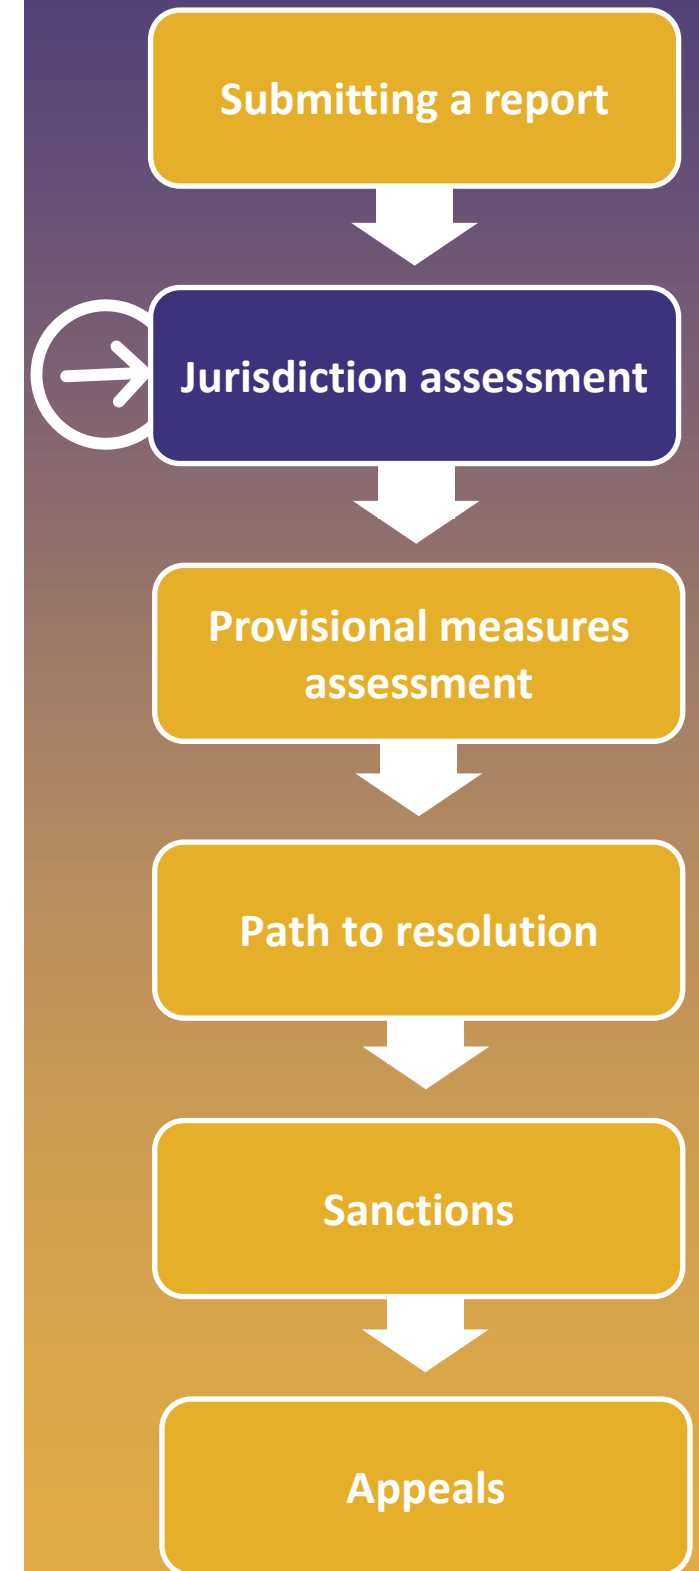 Submitting a report
Jurisdiction assessment
Provisional measures
assessment
Path to resolution
Sanctions
Appeals